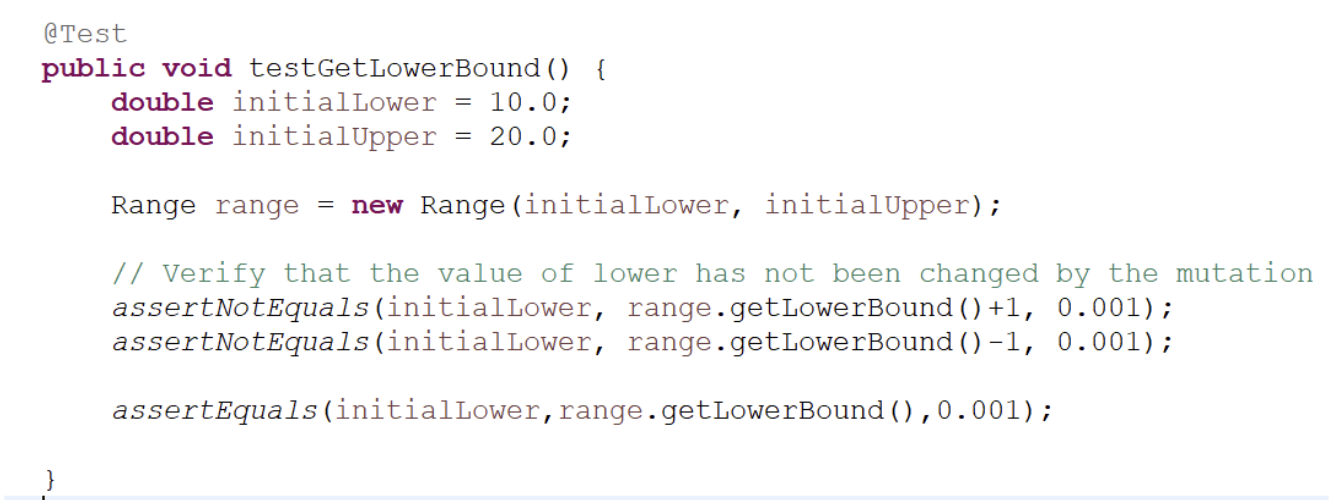 @Test
public void testGetLowerBound() {
double initialLower = 10.0;
double initialUpper = 20.0;
Range range = new Range(initialLower, initialUpper);
// Verify that the value of lower has not been changed by the mutation
assertNotEquals(initialLower, range.getLowerBound()+1, 0.001);
assertNotEquals(initialLower, range.getLowerBound()-1, 0.001);
assertEquals(initialLower,range.getLowerBound(),0.001);
}